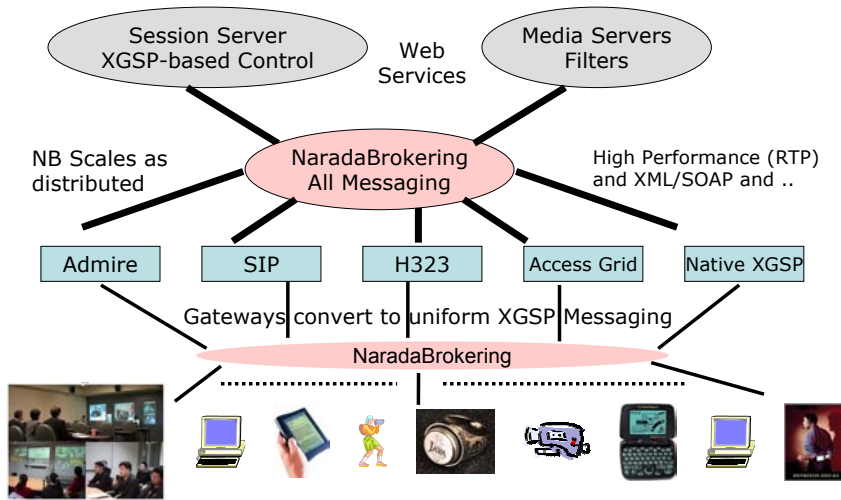 Session Server
XGSP-based Control
Web
Services
Media Servers
Filters
NB Scales as
distributed
NaradaBrokering
All Messaging
High Performance (RTP)
and XML/SOAP and ..
Admire
SIP
H323
Access Grid
Native XGSP
Gateways convert to uniform XGSP Messaging
NaradaBrokering
JAVA